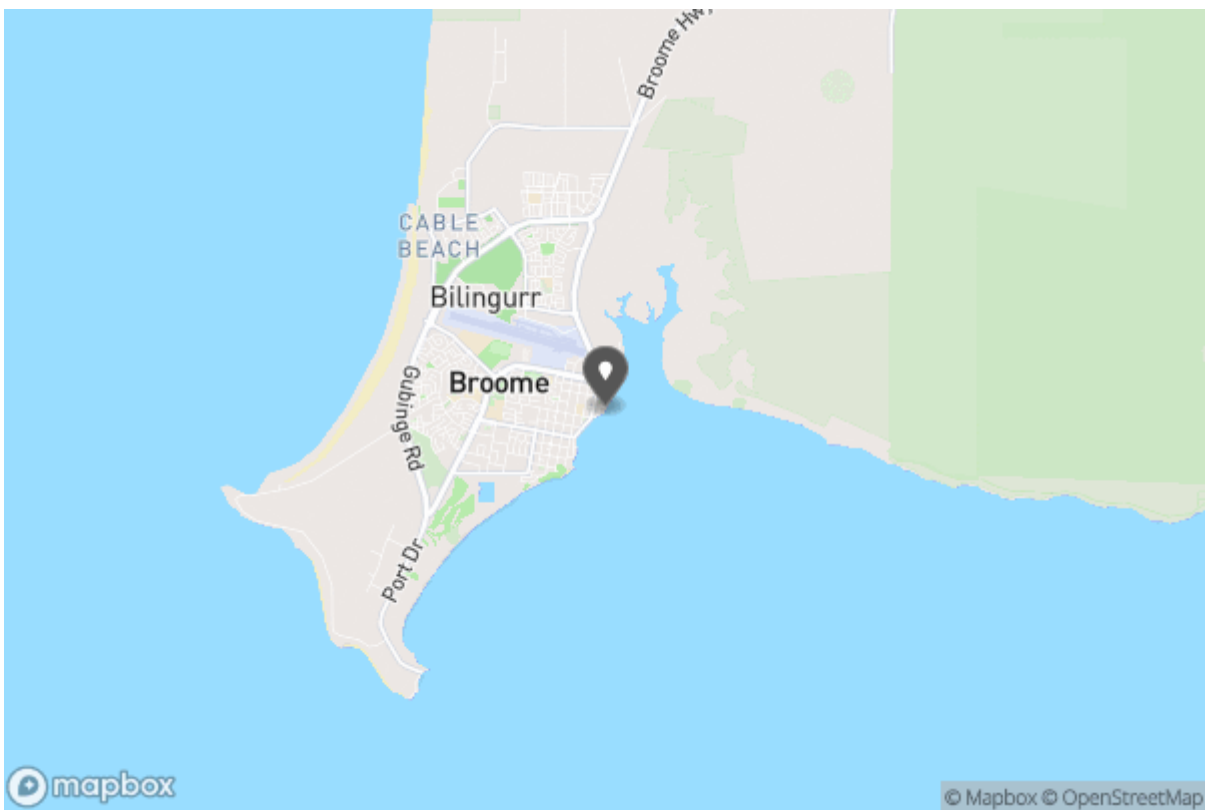 Broome Hwy
CABLE
BEACH
Bilingurr
Broome
Gubinge Rd
Port Dr
mapbox
© Mapbox © OpenStreetMap